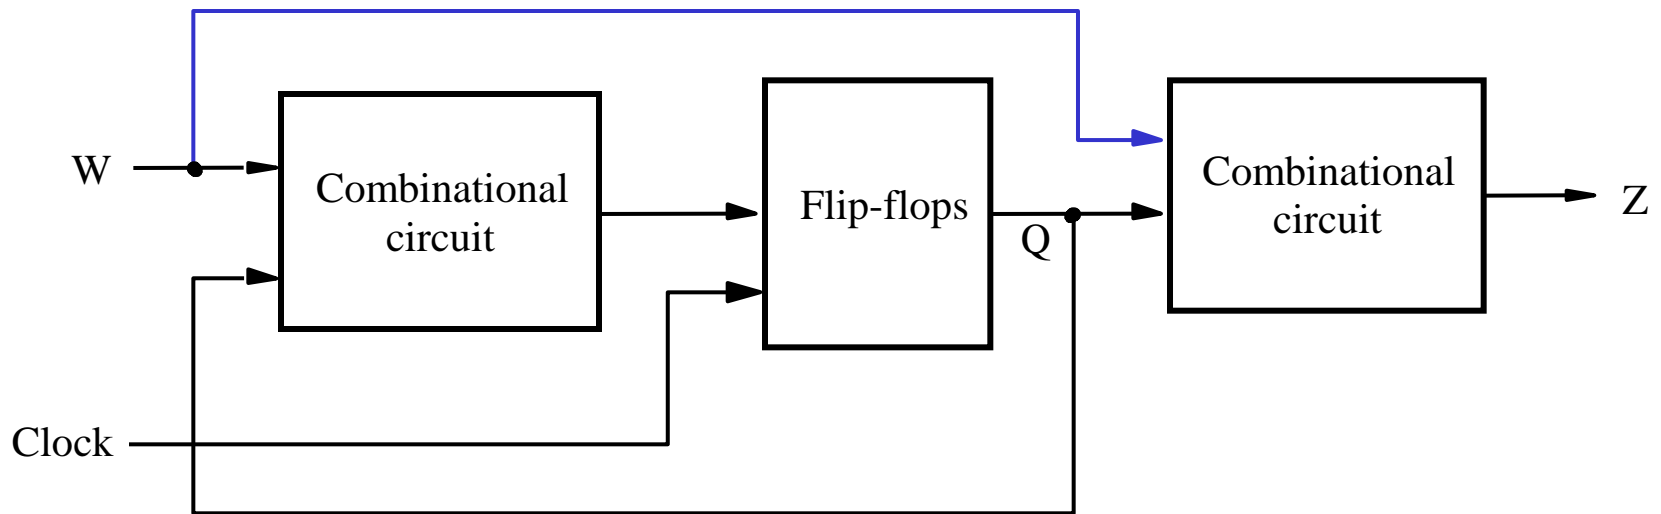 W
Combinational
circuit
Flip-flops
Q
Combinational
circuit
Z
Clock